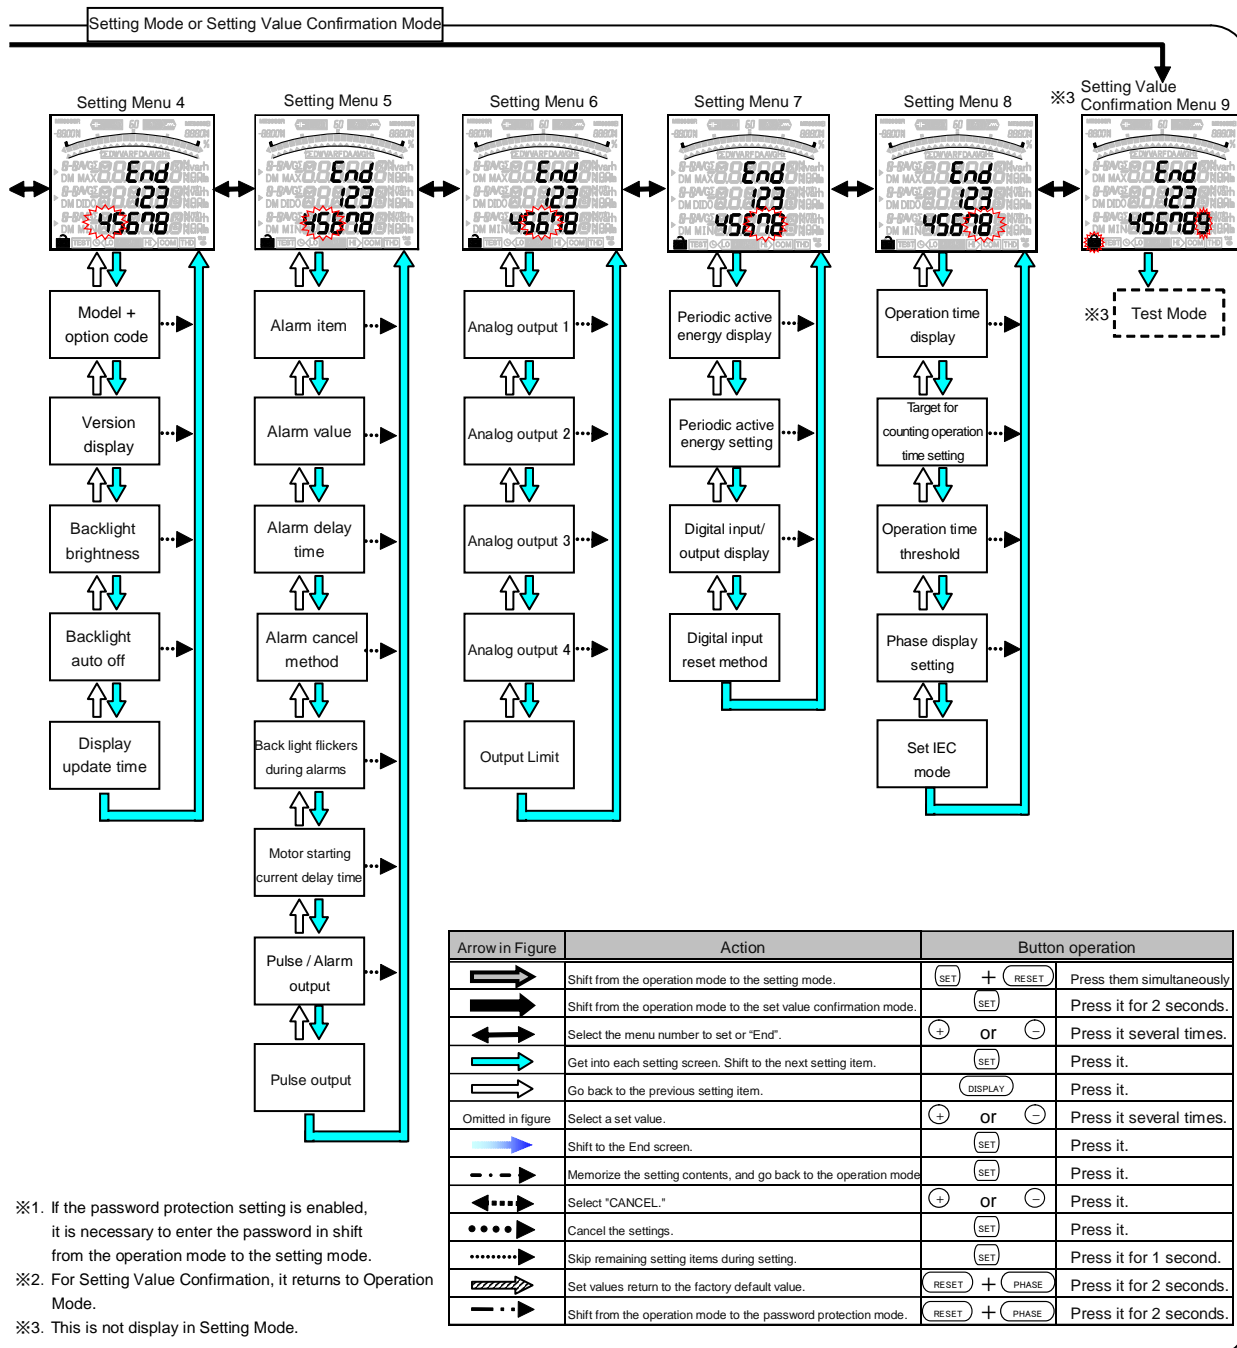 Setting Mode or Setting Value Confirmation Mode
Setting Menu 4
Setting Menu 5
Setting Menu 6
Setting Menu 7
Setting Menu 8
※3 Setting Value
Confirmation Menu 9
End
123
45678
End
123
45678
End
123
45678
End
123
45678
End
123
45678
End
123
456789
Model +
option code
Version
display
Backlight
brightness
Backlight
auto off
Display
update time
Alarm item
Alarm value
Alarm delay
time
Alarm cancel
method
Back light flickers
during alarms
Motor starting
current delay time
Pulse / Alarm
output
Pulse output
Analog output 1
Analog output 2
Analog output 3
Analog output 4
Output Limit
Periodic active
energy display
Periodic active
energy setting
Digital input/
output display
Digital input
reset method
Operation time
display
Target for
counting operation
time setting
Operation time
threshold
Phase display
setting
Set IEC
mode
※3 Test Mode
Arrow in Figure Action Button operation
Shift from the operation mode to the setting mode. SET + RESET Press them simultaneously
Shift from the operation mode to the set value confirmation mode. SET Press it for 2 seconds.
Select the menu number to set or “End”. + or − Press it several times.
Get into each setting screen. Shift to the next setting item. SET Press it.
Go back to the previous setting item. DISPLAY Press it.
Omitted in figure Select a set value. + or − Press it several times.
Shift to the End screen. SET Press it.
Memorize the setting contents, and go back to the operation mode SET Press it.
Select "CANCEL." + or − Press it.
Cancel the settings. SET Press it.
Skip remaining setting items during setting. SET Press it for 1 second.
Set values return to the factory default value. RESET + PHASE Press it for 2 seconds.
Shift from the operation mode to the password protection mode. RESET + PHASE Press it for 2 seconds.
※1. If the password protection setting is enabled,
it is necessary to enter the password in shift
from the operation mode to the setting mode.
※2. For Setting Value Confirmation, it returns to Operation
Mode.
※3. This is not display in Setting Mode.